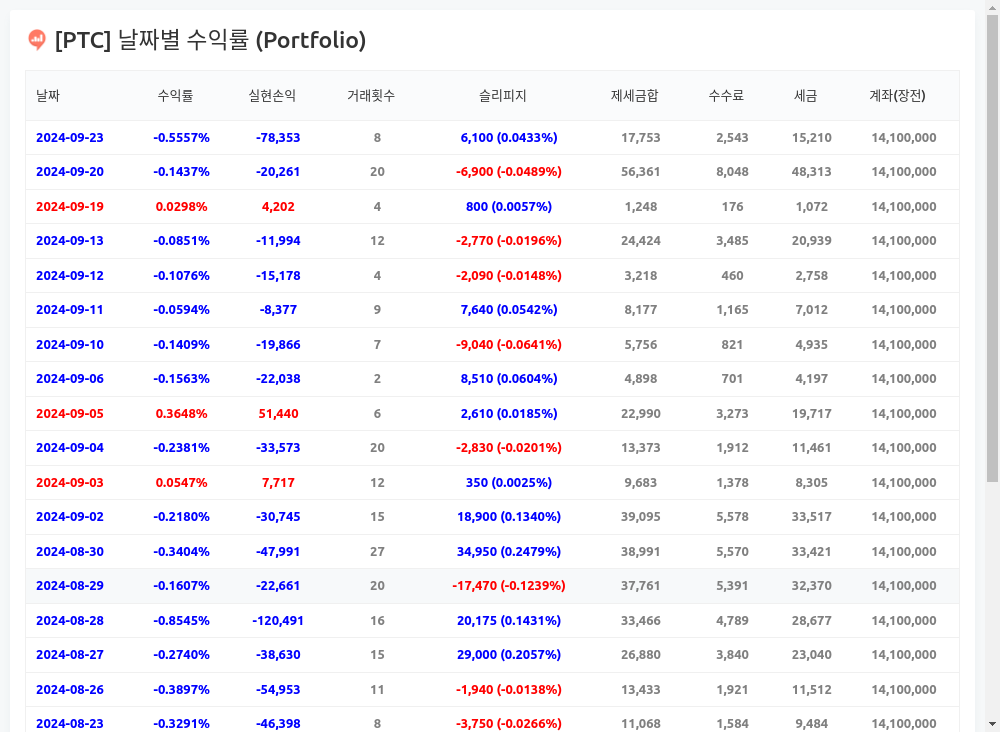 [PTC] 날짜별 수익률 (Portfolio)
날짜 수익률 실현손익 거래횟수 슬리피지 제세금합 수수료 세금 계좌(장전)
2024-09-23 -0.5557% -78,353 8 6,100 (0.0433%) 17,753 2,543 15,210 14,100,000
2024-09-20 -0.1437% -20,261 20 -6,900 (-0.0489%) 56,361 8,048 48,313 14,100,000
2024-09-19 0.0298% 4,202 4 800 (0.0057%) 1,248 176 1,072 14,100,000
2024-09-13 -0.0851% -11,994 12 -2,770 (-0.0196%) 24,424 3,485 20,939 14,100,000
2024-09-12 -0.1076% -15,178 4 -2,090 (-0.0148%) 3,218 460 2,758 14,100,000
2024-09-11 -0.0594% -8,377 9 7,640 (0.0542%) 8,177 1,165 7,012 14,100,000
2024-09-10 -0.1409% -19,866 7 -9,040 (-0.0641%) 5,756 821 4,935 14,100,000
2024-09-06 -0.1563% -22,038 2 8,510 (0.0604%) 4,898 701 4,197 14,100,000
2024-09-05 0.3648% 51,440 6 2,610 (0.0185%) 22,990 3,273 19,717 14,100,000
2024-09-04 -0.2381% -33,573 20 -2,830 (-0.0201%) 13,373 1,912 11,461 14,100,000
2024-09-03 0.0547% 7,717 12 350 (0.0025%) 9,683 1,378 8,305 14,100,000
2024-09-02 -0.2180% -30,745 15 18,900 (0.1340%) 39,095 5,578 33,517 14,100,000
2024-08-30 -0.3404% -47,991 27 34,950 (0.2479%) 38,991 5,570 33,421 14,100,000
2024-08-29 -0.1607% -22,661 20 -17,470 (-0.1239%) 37,761 5,391 32,370 14,100,000
2024-08-28 -0.8545% -120,491 16 20,175 (0.1431%) 33,466 4,789 28,677 14,100,000
2024-08-27 -0.2740% -38,630 15 29,000 (0.2057%) 26,880 3,840 23,040 14,100,000
2024-08-26 -0.3897% -54,953 11 -1,940 (-0.0138%) 13,433 1,921 11,512 14,100,000
2024-08-23 -0.3291% -46,398 8 -3,750 (-0.0266%) 11,068 1,584 9,484 14,100,000